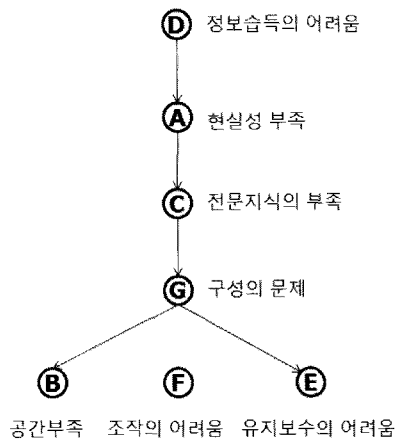 D 정보습득의 어려움
A 현실성 부족
C 전문지식의 부족
G 구성의 문제
B F E
공간부족 조작의 어려움 유지보수의 어려움